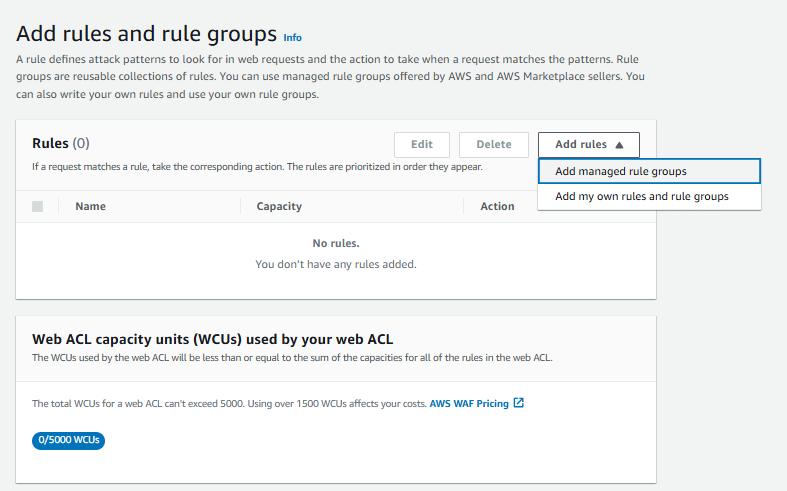 Add rules and rule groups Info
A rule defines attack patterns to look for in web requests and the action to take when a request matches the patterns. Rule
groups are reusable collections of rules. You can use managed rule groups offered by AWS and AWS Marketplace sellers. You
can also write your own rules and use your own rule groups.
Rules (0)
Edit
Delete
Add rules
If a request matches a rule, take the corresponding action. The rules are prioritized in order they appear.
Add managed rule groups
Add my own rules and rule groups
Name
Capacity
Action
No rules.
You don't have any rules added.
Web ACL capacity units (WCUs) used by your web ACL
The WCUs used by the web ACL will be less than or equal to the sum of the capacities for all of the rules in the web ACL.
The total WCUs for a web ACL can't exceed 5000. Using over 1500 WCUs affects your costs. AWS WAF Pricing
0/5000 WCUs